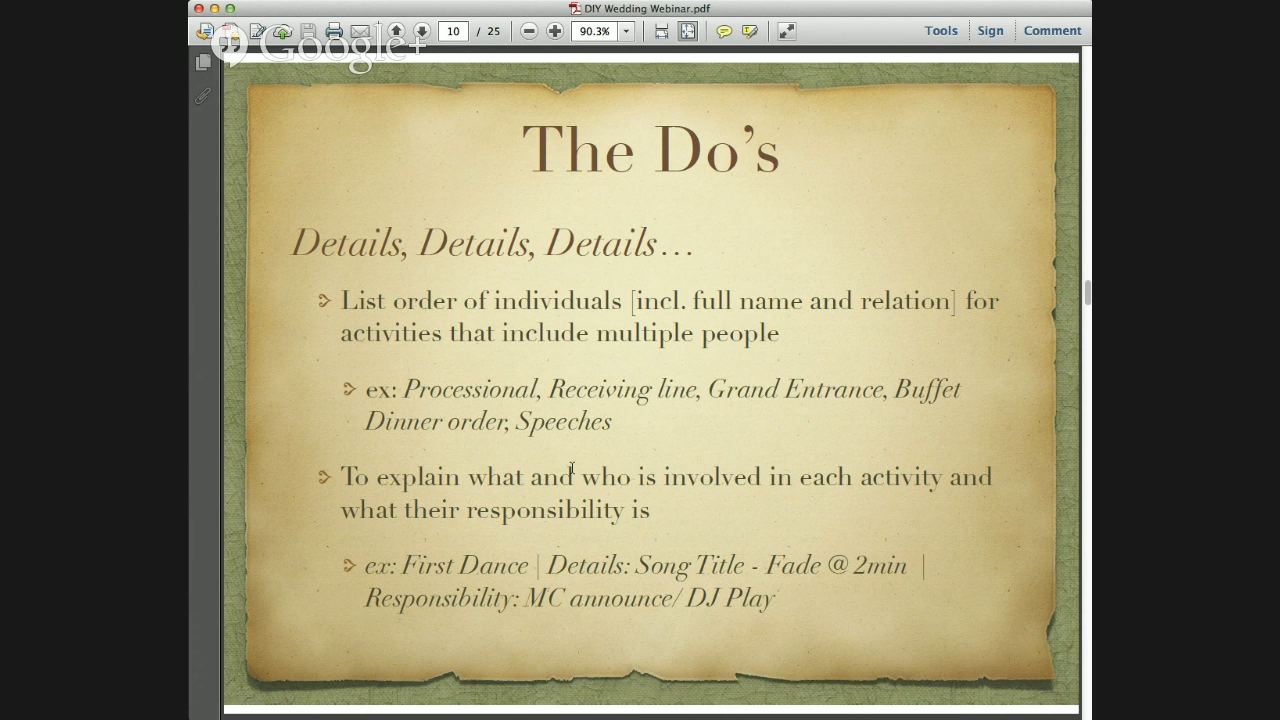 DIY Wedding Webinar.pdf
10 / 25
90.3%
Tools Sign Comment
Google+
The Do's
Details, Details, Details...
List order of individuals [incl. full name and relation] for
activities that include multiple people
ex: Processional, Receiving line, Grand Entrance, Buffet
Dinner order, Speeches
To explain what and who is involved in each activity and
what their responsibility is
ex: First Dance | Details: Song Title - Fade @ 2min |
Responsibility: MC announce/ DJ Play